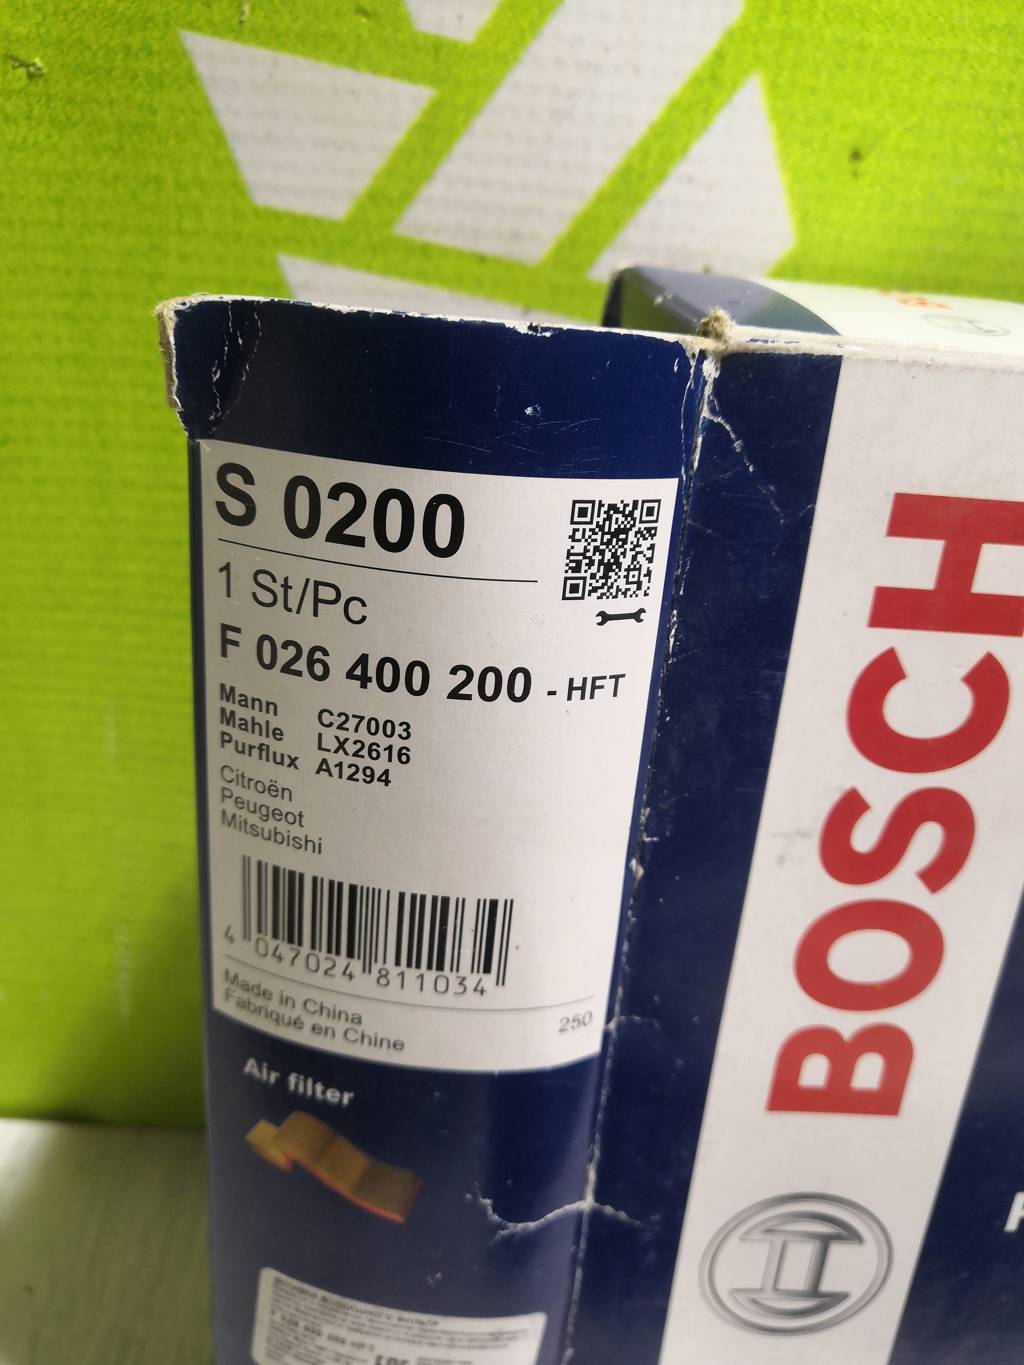 S 0200
1 St/Pc
F 026 400 200 - HFT
Mann C27003
Mahle LX2616
Purflux A1294
Citroën
Peugeot
Mitsubishi
4 047024 811034
Made in China
Fabriqué en Chine
250
Air filter
BOSCH